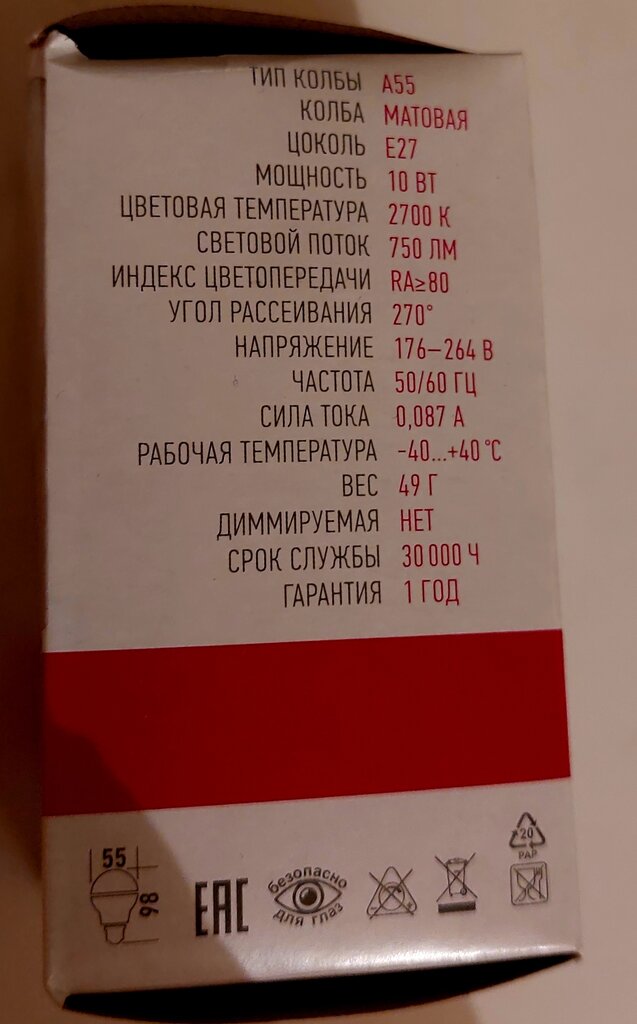 ТИП КОЛБЫ A55
КОЛБА МАТОВАЯ
ЦОКОЛЬ E27
МОЩНОСТЬ 10 ВТ
ЦВЕТОВАЯ ТЕМПЕРАТУРА 2700 К
СВЕТОВОЙ ПОТОК 750 ЛМ
ИНДЕКС ЦВЕТОПЕРЕДАЧИ RA≥80
УГОЛ РАССЕИВАНИЯ 270°
НАПРЯЖЕНИЕ 176–264 В
ЧАСТОТА 50/60 ГЦ
СИЛА ТОКА 0,087 А
РАБОЧАЯ ТЕМПЕРАТУРА -40...+40 °C
ВЕС 49 Г
ДИММИРУЕМАЯ НЕТ
СРОК СЛУЖБЫ 30 000 Ч
ГАРАНТИЯ 1 ГОД
55
98
EAC
безопасно
для глаз
20
PAP